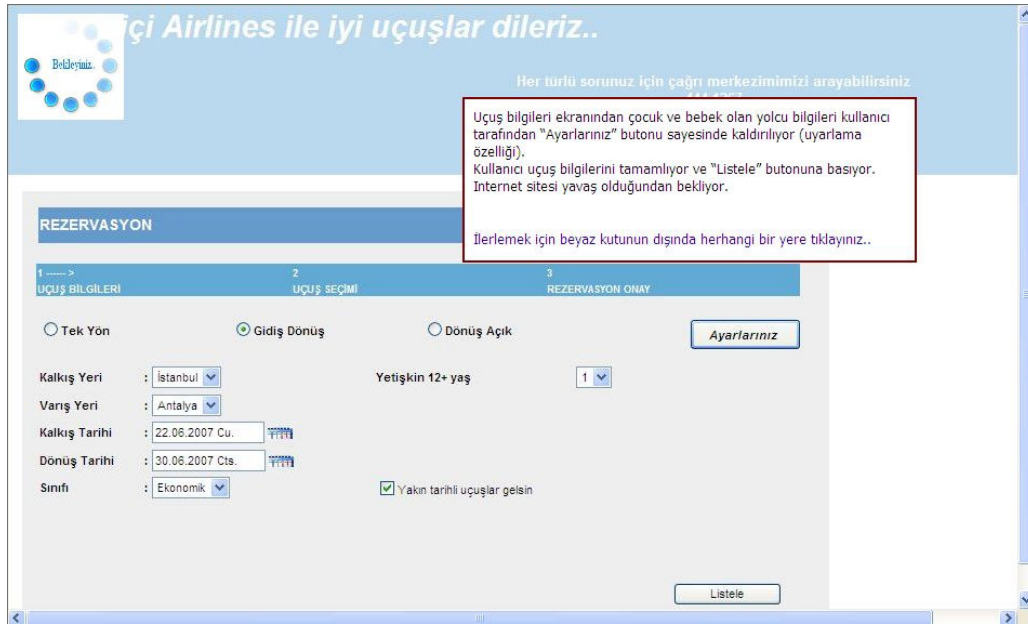 içi Airlines ile iyi uçuşlar dileriz..
Bekleyiniz..
Her türlü sorunuz için çağrı merkezimimizi arayabilirsiniz
Uçuş bilgileri ekranından çocuk ve bebek olan yolcu bilgileri kullanıcı
tarafından “Ayarlarınız” butonu sayesinde kaldırılıyor (uyarlama
özelliği).
Kullanıcı uçuş bilgilerini tamamlıyor ve “Listele” butonuna basıyor.
Internet sitesi yavaş olduğundan bekliyor.
İlerlemek için beyaz kutunun dışında herhangi bir yere tıklayınız..
REZERVASYON
1 ----- > 2 3
UÇUŞ BİLGİLERİ UÇUŞ SEÇİMİ REZERVASYON ONAY
Tek Yön Gidiş Dönüş Dönüş Açık Ayarlarınız
Kalkış Yeri : İstanbul Yetişkin 12+ yaş 1
Varış Yeri : Antalya
Kalkış Tarihi : 22.06.2007 Cu.
Dönüş Tarihi : 30.06.2007 Cts.
Sınıfı : Ekonomik Yakın tarihli uçuşlar gelsin
Listele